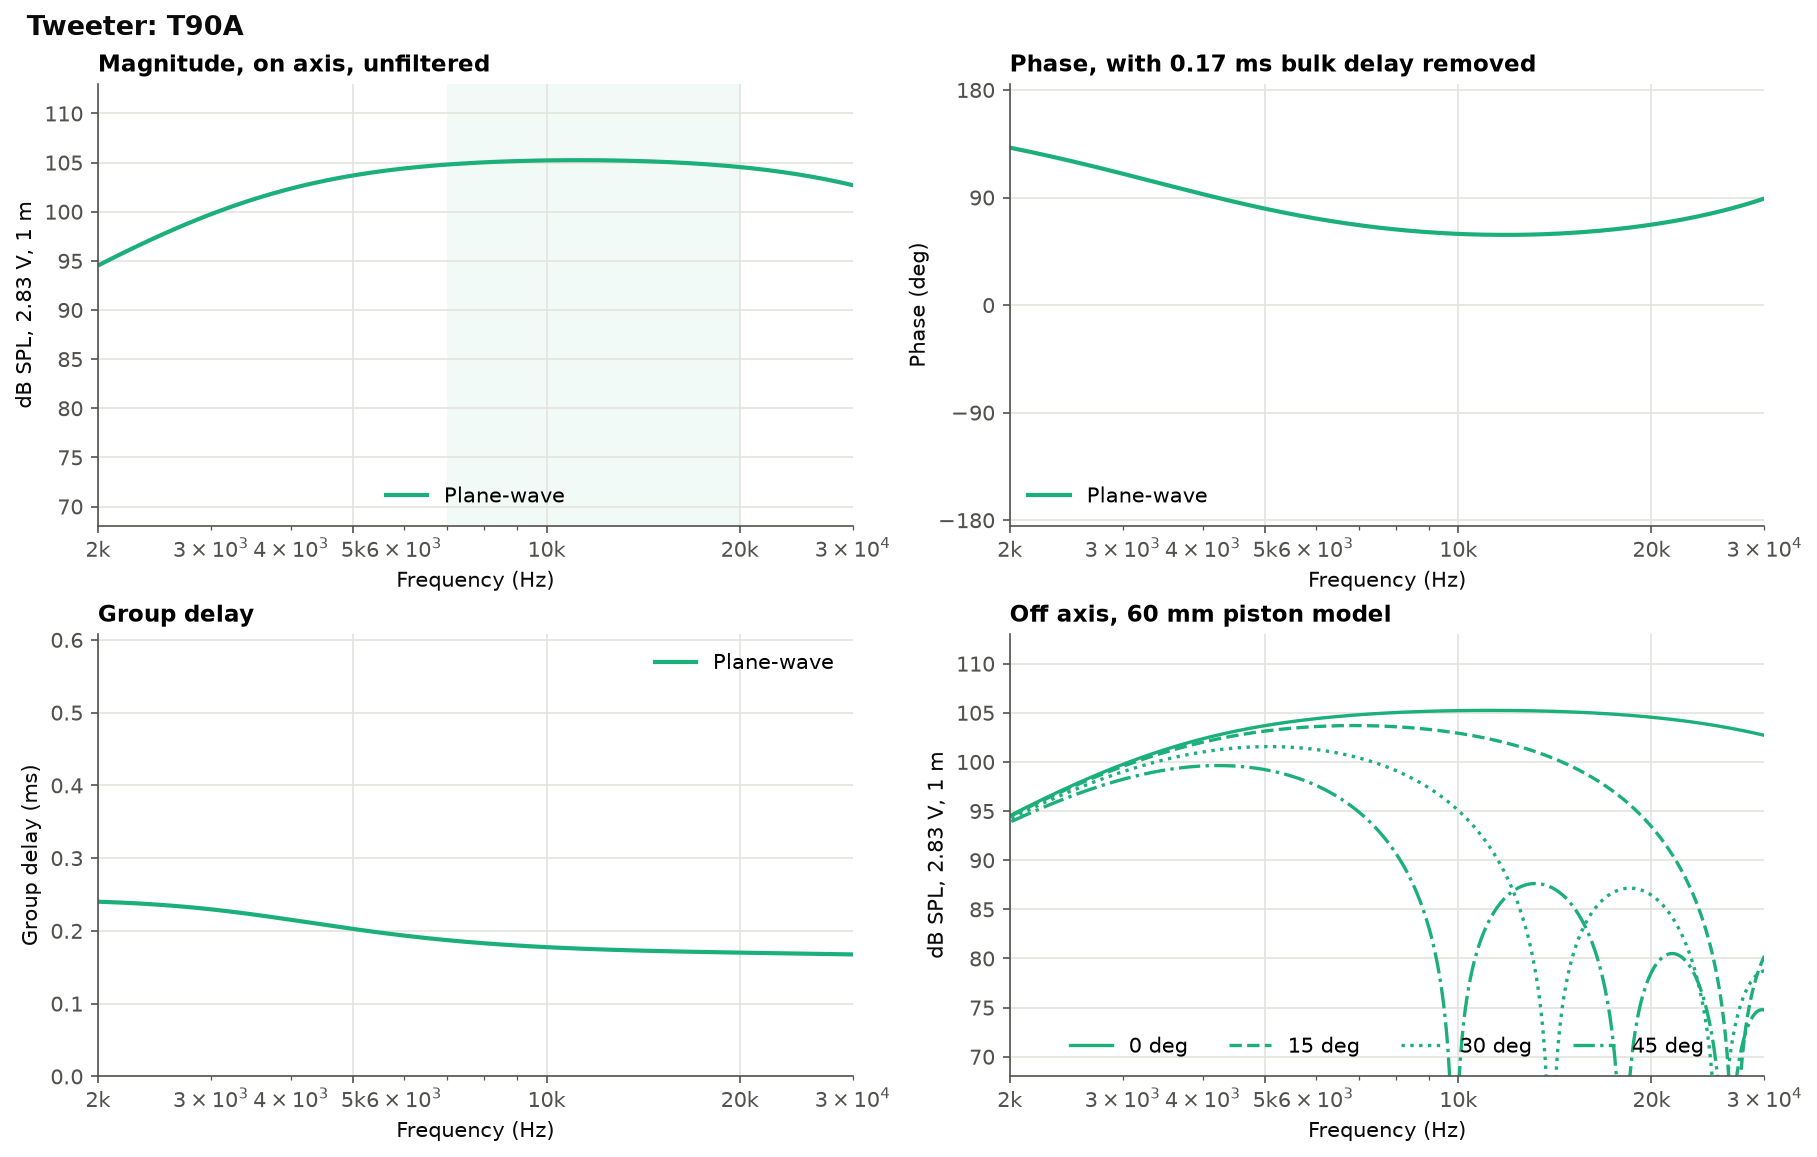 Tweeter: T90A
Magnitude, on axis, unfiltered
110
105
100
95
90
85
80
75
70
dB SPL, 2.83 V, 1 m
Plane-wave
2k 3 × 10³ 4 × 10³ 5k 6 × 10³ 10k 20k 3 × 10⁴
Frequency (Hz)
Phase, with 0.17 ms bulk delay removed
180
90
0
−90
−180
Phase (deg)
Plane-wave
2k 3 × 10³ 4 × 10³ 5k 6 × 10³ 10k 20k 3 × 10⁴
Frequency (Hz)
Group delay
0.6
0.5
0.4
0.3
0.2
0.1
0.0
Group delay (ms)
Plane-wave
2k 3 × 10³ 4 × 10³ 5k 6 × 10³ 10k 20k 3 × 10⁴
Frequency (Hz)
Off axis, 60 mm piston model
110
105
100
95
90
85
80
75
70
dB SPL, 2.83 V, 1 m
0 deg 15 deg 30 deg 45 deg
2k 3 × 10³ 4 × 10³ 5k 6 × 10³ 10k 20k 3 × 10⁴
Frequency (Hz)